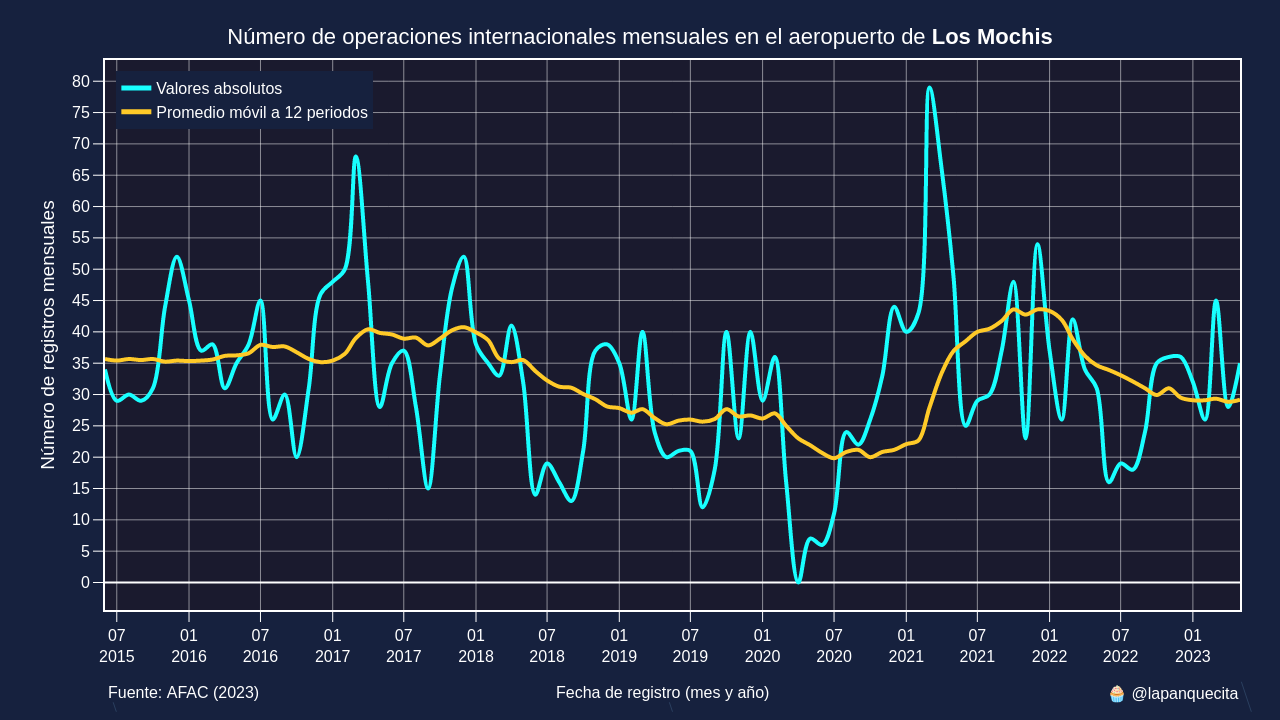 Número de operaciones internacionales mensuales en el aeropuerto de Los Mochis
Valores absolutos
Promedio móvil a 12 periodos
Número de registros mensuales
80
75
70
65
60
55
50
45
40
35
30
25
20
15
10
5
0
07 01 07 01 07 01 07 01 07 01 07 01 07 01 07 01
2015 2016 2016 2017 2017 2018 2018 2019 2019 2020 2020 2021 2021 2022 2022 2023
Fuente: AFAC (2023) Fecha de registro (mes y año) 🧁 @lapanquecita